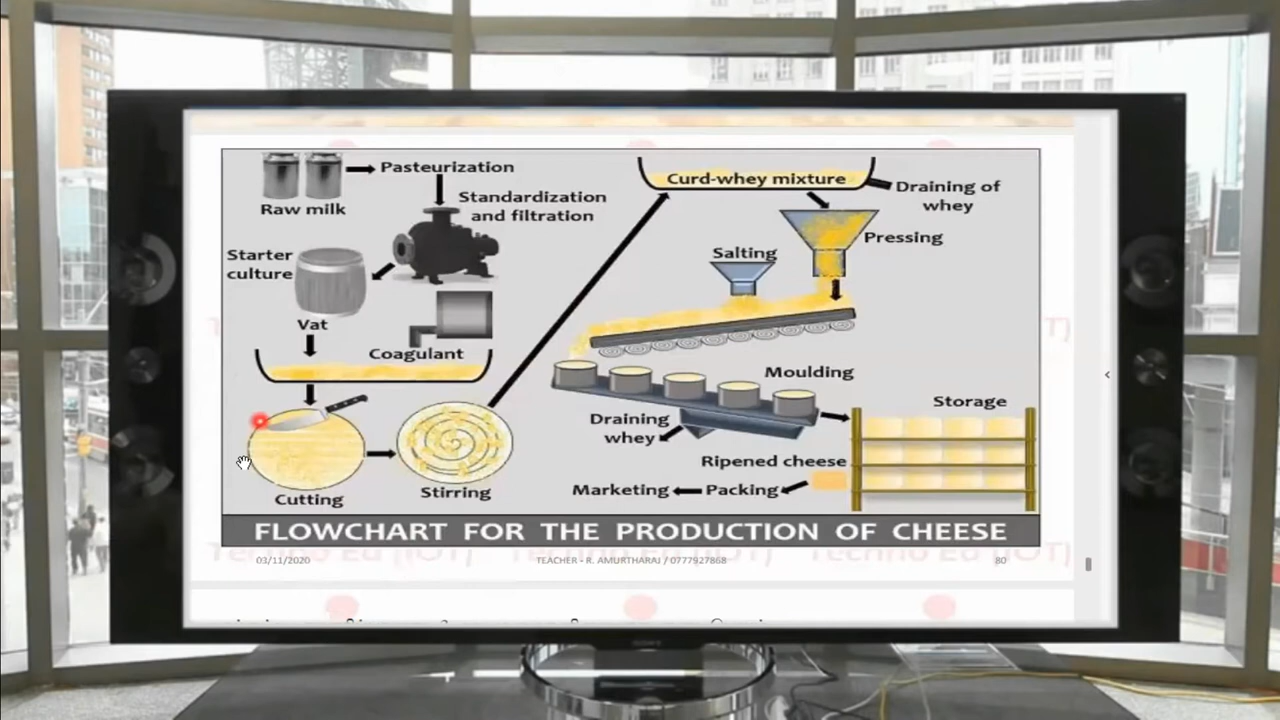 Raw milk
Pasteurization
Standardization
and filtration
Starter
culture
Vat
Coagulant
Cutting
Stirring
Curd-whey mixture
Draining of
whey
Pressing
Salting
Moulding
Draining
whey
Storage
Ripened cheese
Packing
Marketing
FLOWCHART FOR THE PRODUCTION OF CHEESE
03/11/2020
TEACHER - R. AMURTHARAJ / 0777927868
80